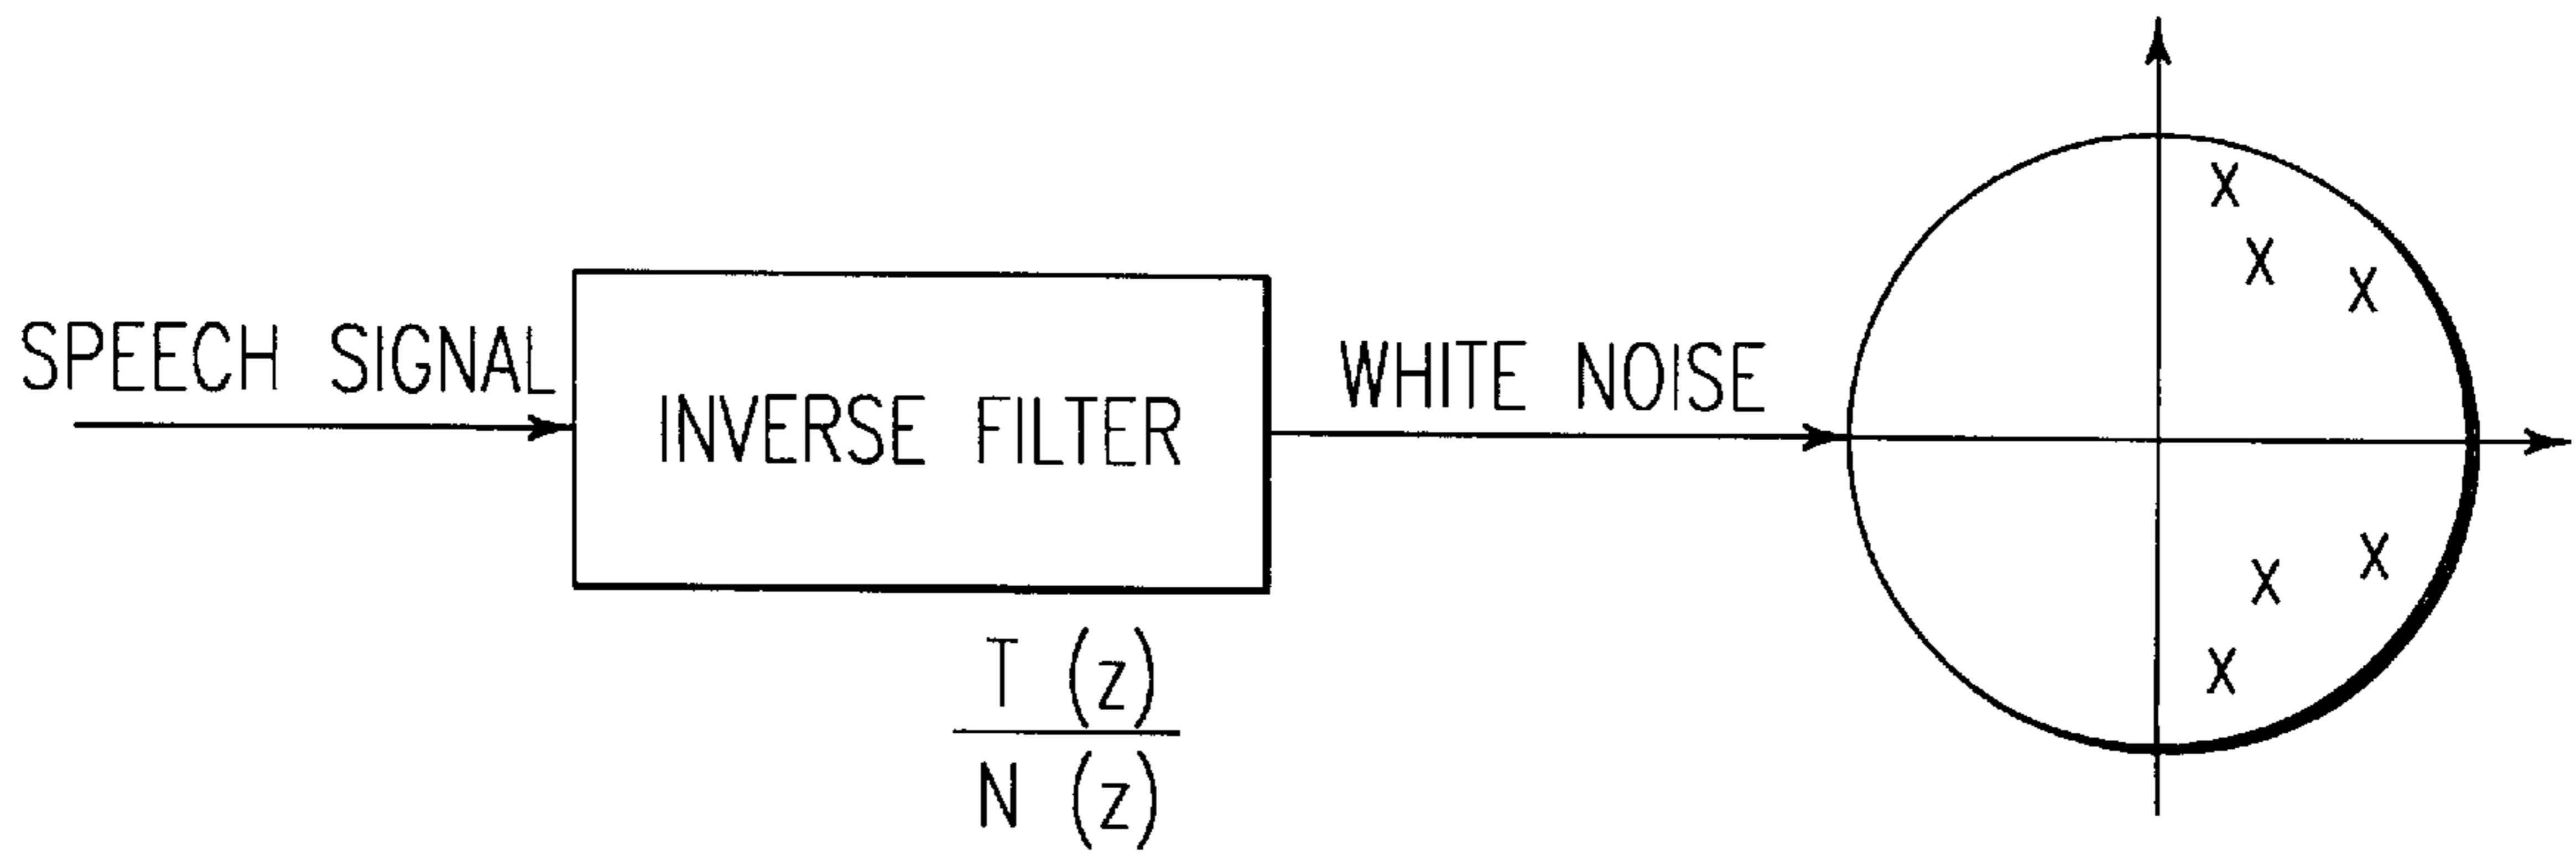 SPEECH SIGNAL
INVERSE FILTER
WHITE NOISE
T (z)
N (z)
X
X
X
X
X
X